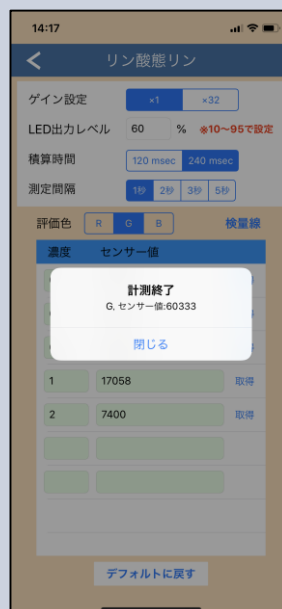 14:17
リン酸態リン
ゲイン設定 ×1 ×32
LED出力レベル 60 % ※10〜95で設定
積算時間 120 msec 240 msec
測定間隔 1秒 2秒 3秒 5秒
評価色 R G B 検量線
濃度 センサー値
計測終了
G, センサー値:60333
閉じる
1 17058 取得
2 7400 取得
デフォルトに戻す